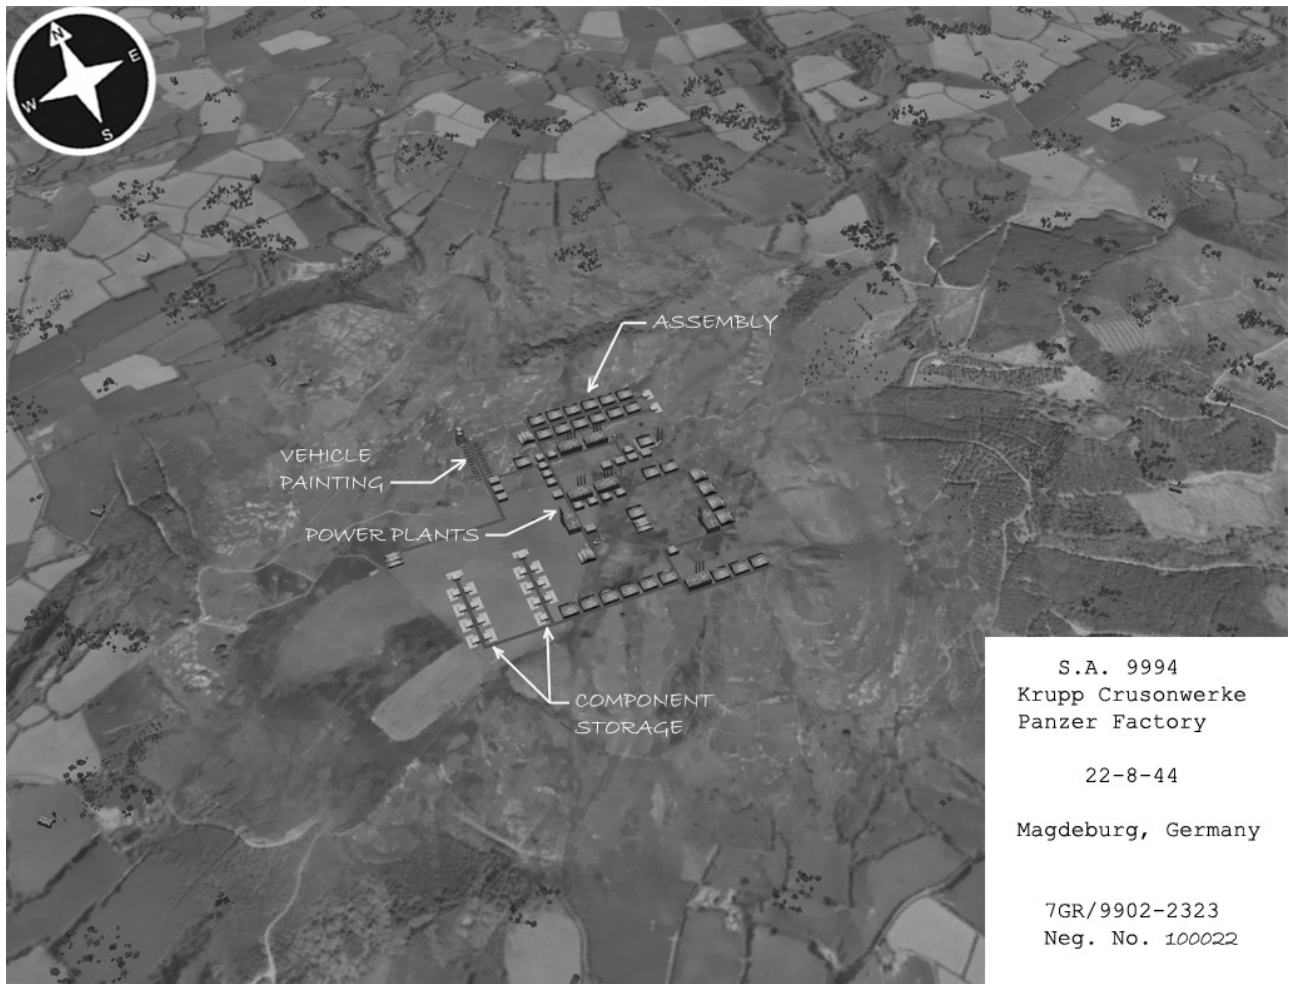 N
E
W
S
ASSEMBLY
VEHICLE
PAINTING
POWER PLANTS
COMPONENT
STORAGE
S.A. 9994
Krupp Crusonwerke
Panzer Factory
22-8-44
Magdeburg, Germany
7GR/9902-2323
Neg. No. 100022